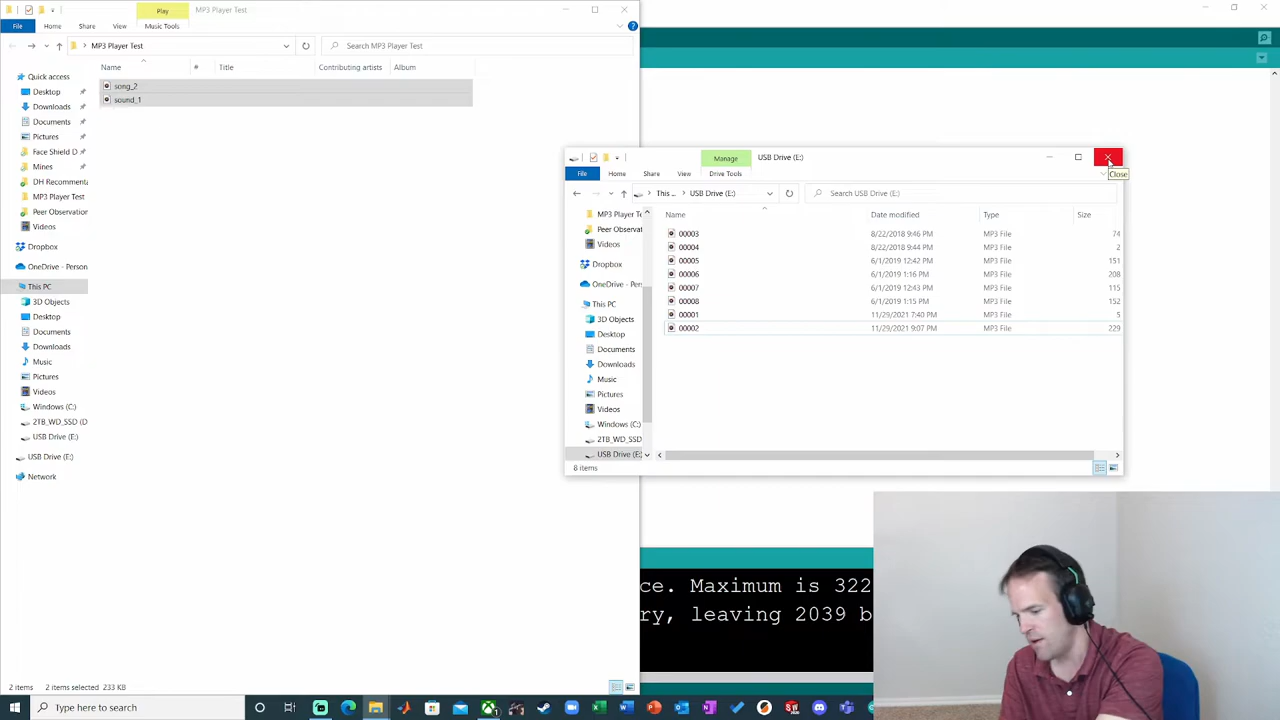 Play
MP3 Player Test
File
Home
Share
View
Music Tools
MP3 Player Test
Search MP3 Player Test
Name
#
Title
Contributing artists
Album
song_2
sound_1
Quick access
Desktop
Downloads
Documents
Pictures
Face Shield D
Mines
DH Recommenta
MP3 Player Test
Peer Observation
Videos
Dropbox
OneDrive - Person
This PC
3D Objects
Desktop
Documents
Downloads
Music
Pictures
Videos
Windows (C:)
2TB_WD_SSD (D
USB Drive (E:)
USB Drive (E:)
Network
2 items
2 items selected 233 KB
Manage
USB Drive (E:)
Close
File
Home
Share
View
Drive Tools
This ..
USB Drive (E:)
Search USB Drive (E:)
Name
Date modified
Type
Size
00003 8/22/2018 9:46 PM MP3 File 74
00004 8/22/2018 9:44 PM MP3 File 2
00005 6/1/2019 12:42 PM MP3 File 151
00006 6/1/2019 1:16 PM MP3 File 208
00007 6/1/2019 12:43 PM MP3 File 115
00008 6/1/2019 1:15 PM MP3 File 152
00001 11/29/2021 7:40 PM MP3 File 5
00002 11/29/2021 9:07 PM MP3 File 229
MP3 Player Te
Peer Observat
Videos
Dropbox
OneDrive - Pers
This PC
3D Objects
Desktop
Documents
Downloads
Music
Pictures
Videos
Windows (C:)
2TB_WD_SSD
USB Drive (E:)
8 items
ce. Maximum is 322
ry, leaving 2039 b
Type here to search